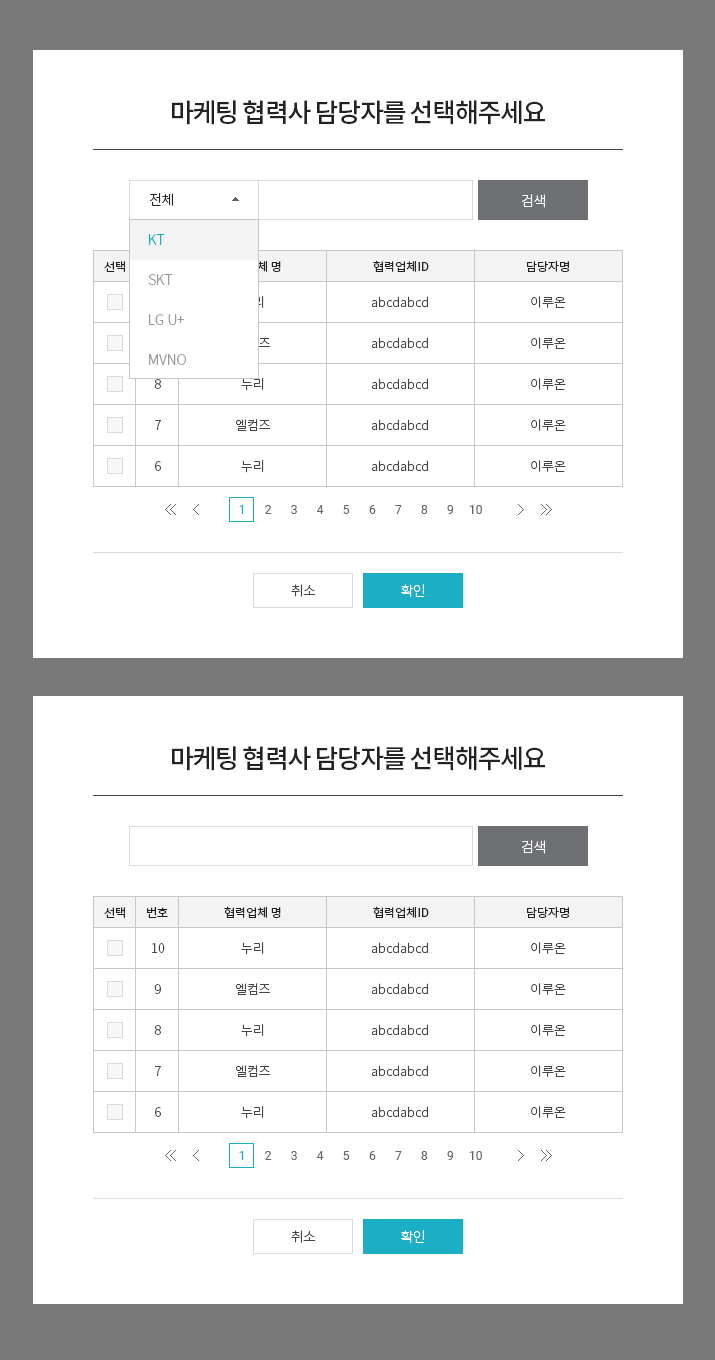 마케팅 협력사 담당자를 선택해주세요
전체 검색
KT
SKT
LG U+
MVNO
선택 체 명 협력업체ID 담당자명
리 abcdabcd 이루온
즈 abcdabcd 이루온
8 누리 abcdabcd 이루온
7 엘컴즈 abcdabcd 이루온
6 누리 abcdabcd 이루온
1 2 3 4 5 6 7 8 9 10
취소 확인
마케팅 협력사 담당자를 선택해주세요
검색
선택 번호 협력업체 명 협력업체ID 담당자명
10 누리 abcdabcd 이루온
9 엘컴즈 abcdabcd 이루온
8 누리 abcdabcd 이루온
7 엘컴즈 abcdabcd 이루온
6 누리 abcdabcd 이루온
1 2 3 4 5 6 7 8 9 10
취소 확인